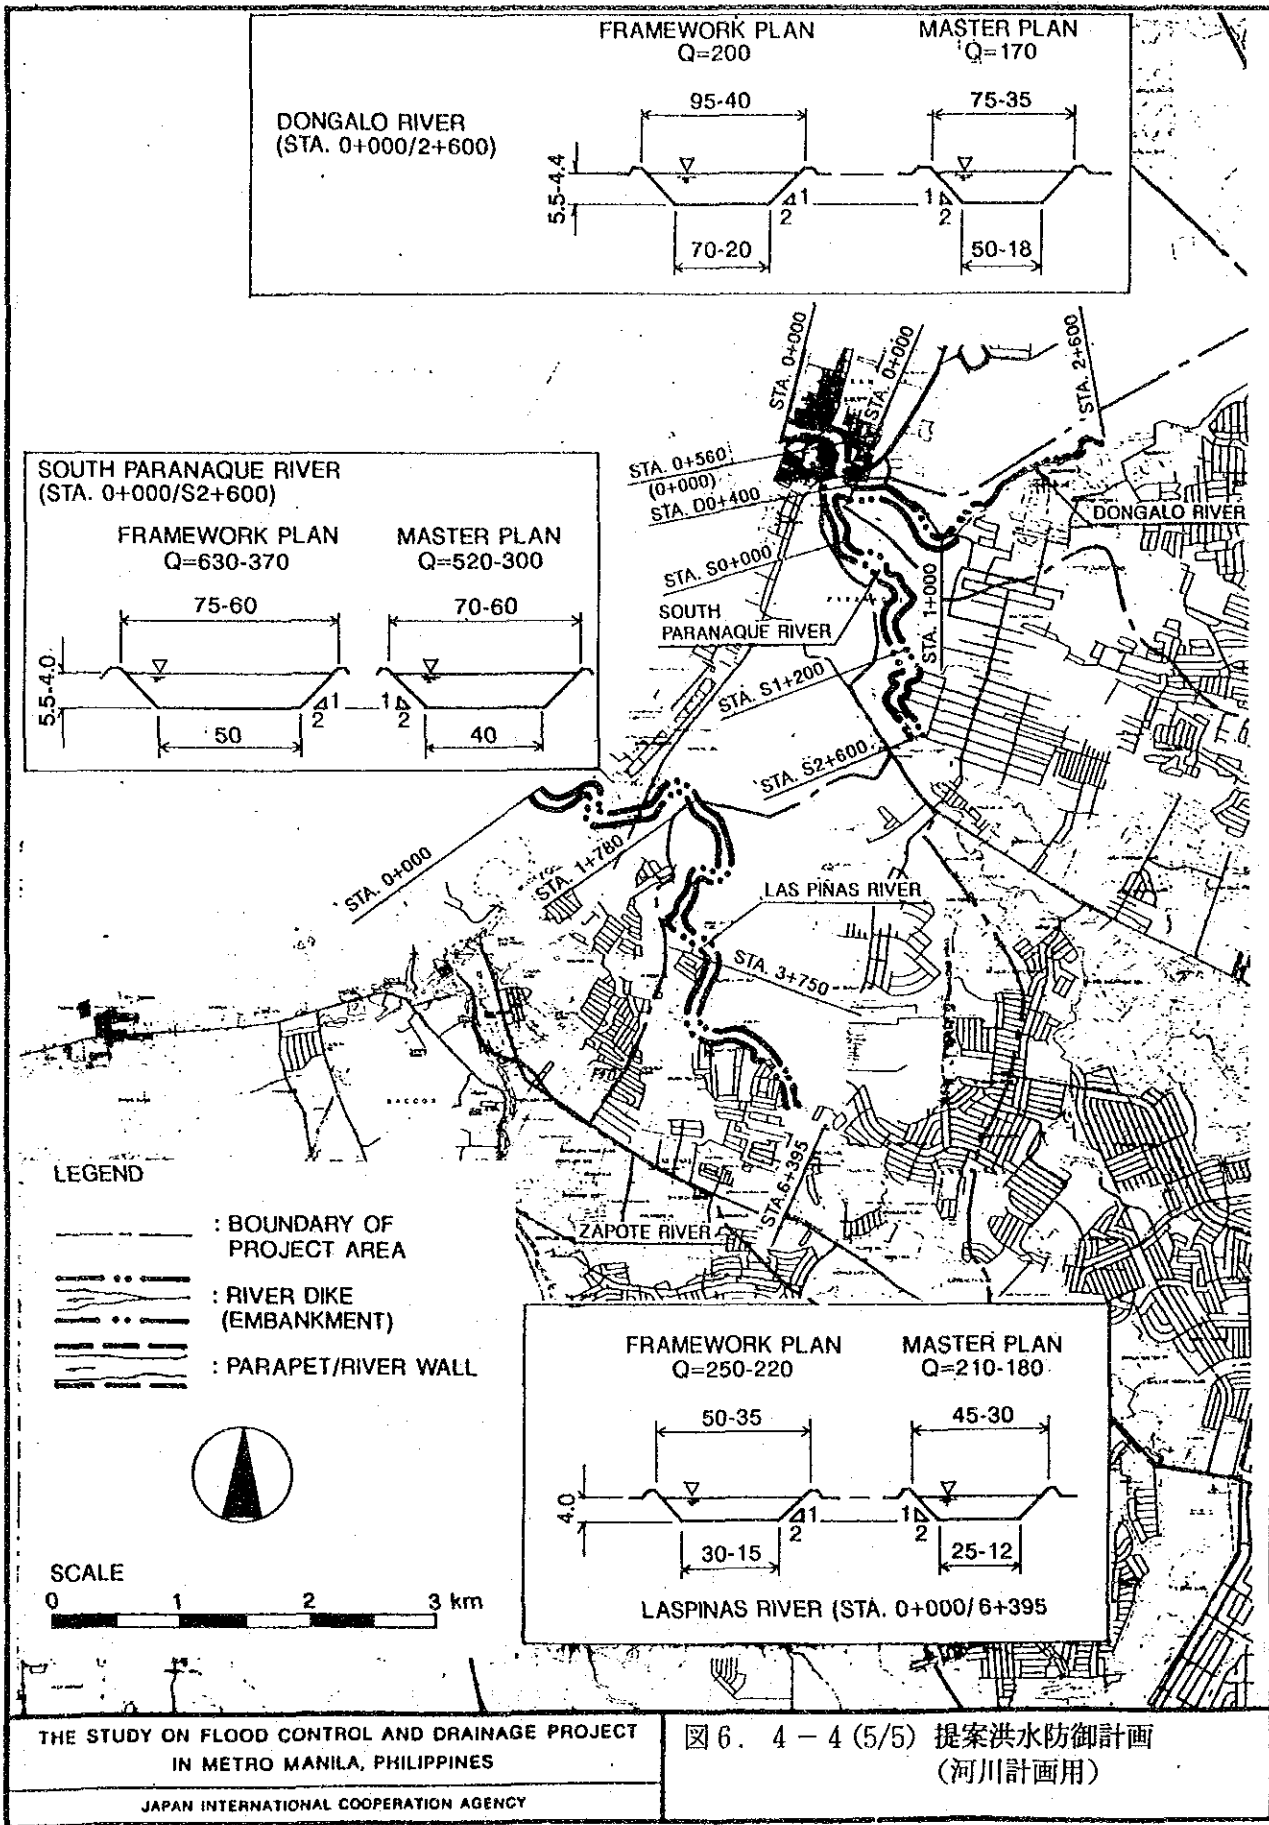 FRAMEWORK PLAN
Q=200
MASTER PLAN
Q=170
DONGALO RIVER
(STA. 0+000/2+600)
95-40
75-35
5.5-4.4
1
2
1
2
70-20
50-18
STA. 0+000
STA. 0+000
STA. 2+600
STA. 0+560
(0+000)
STA. D0+400
DONGALO RIVER
STA. S0+000
STA. 1+000
SOUTH
PARANAQUE RIVER
STA. S1+200
STA. S2+600
SOUTH PARANAQUE RIVER
(STA. 0+000/S2+600)
FRAMEWORK PLAN
Q=630-370
MASTER PLAN
Q=520-300
75-60
70-60
5.5-4.0
1
2
1
2
50
40
STA. 0+000
STA. 1+780
LAS PIÑAS RIVER
STA. 3+750
BACOOR
STA. 6+395
ZAPOTE RIVER
LEGEND
: BOUNDARY OF
PROJECT AREA
: RIVER DIKE
(EMBANKMENT)
: PARAPET/RIVER WALL
FRAMEWORK PLAN
Q=250-220
MASTER PLAN
Q=210-180
50-35
45-30
4.0
1
2
1
2
30-15
25-12
LASPINAS RIVER (STA. 0+000/6+395
SCALE
0 1 2 3 km
THE STUDY ON FLOOD CONTROL AND DRAINAGE PROJECT
IN METRO MANILA, PHILIPPINES
JAPAN INTERNATIONAL COOPERATION AGENCY
図6. 4-4(5/5) 提案洪水防御計画
(河川計画用)